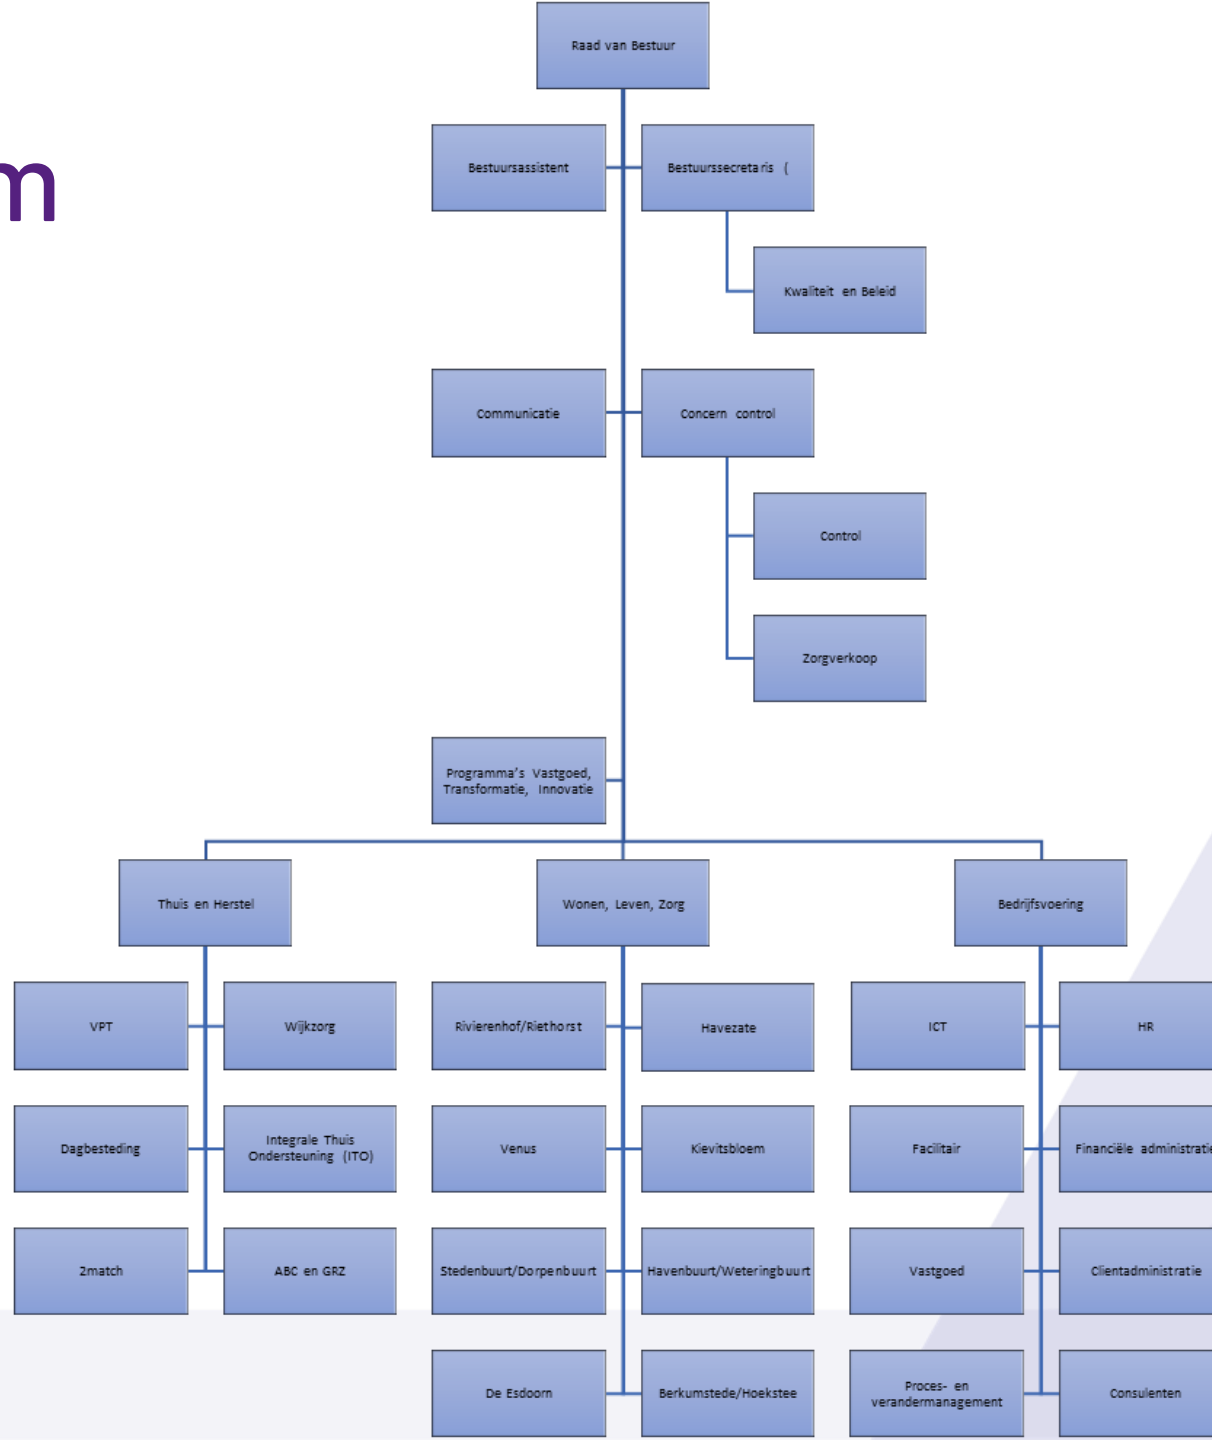 m
Raad van Bestuur
Bestuursassistent
Bestuurssecretaris (
Kwaliteit en Beleid
Communicatie
Concern control
Control
Zorgverkoop
Programma's Vastgoed,
Transformatie, Innovatie
Thuis en Herstel
Wonen, Leven, Zorg
Bedrijfsvoering
VPT
Wijkzorg
Rivierenhof/Riethorst
Havezate
ICT
HR
Dagbesteding
Integrale Thuis
Ondersteuning (ITO)
Venus
Kievitsbloem
Facilitair
Financiële administratie
2match
ABC en GRZ
Stedenbuurt/Dorpenbuurt
Havenbuurt/Weteringbuurt
Vastgoed
Clientadministratie
De Esdoorn
Berkumstede/Hoekstee
Proces- en
verandermanagement
Consulenten